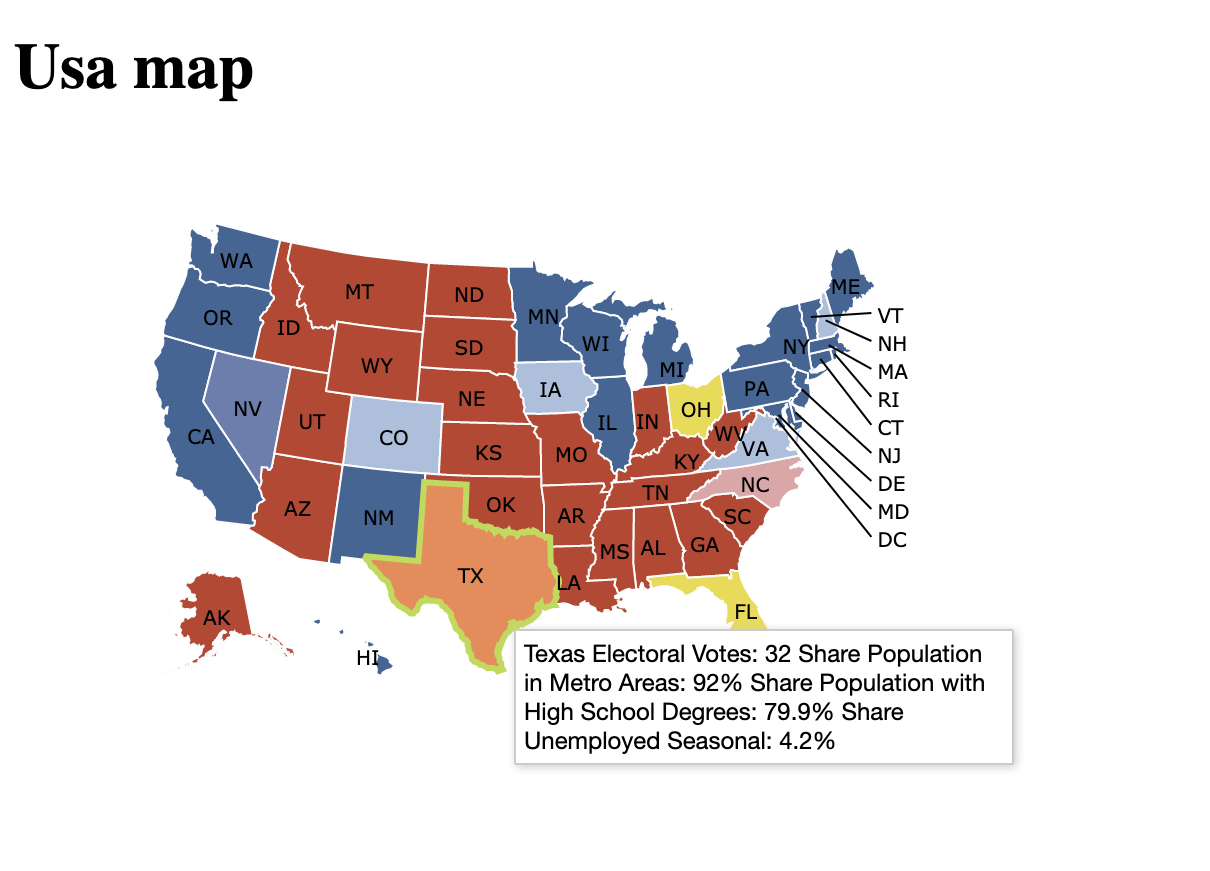 Usa map
WA
ME
OR
MT
ND
MN
VT
ID
SD
WI
NY
NH
WY
MI
MA
NV
NE
IA
PA
RI
CA
UT
CO
IL
IN
OH
CT
KS
MO
KY
WV
VA
NJ
AZ
NM
OK
TN
NC
DE
AR
SC
MD
TX
MS
AL
GA
DC
LA
AK
FL
HI
Texas Electoral Votes: 32 Share Population
in Metro Areas: 92% Share Population with
High School Degrees: 79.9% Share
Unemployed Seasonal: 4.2%